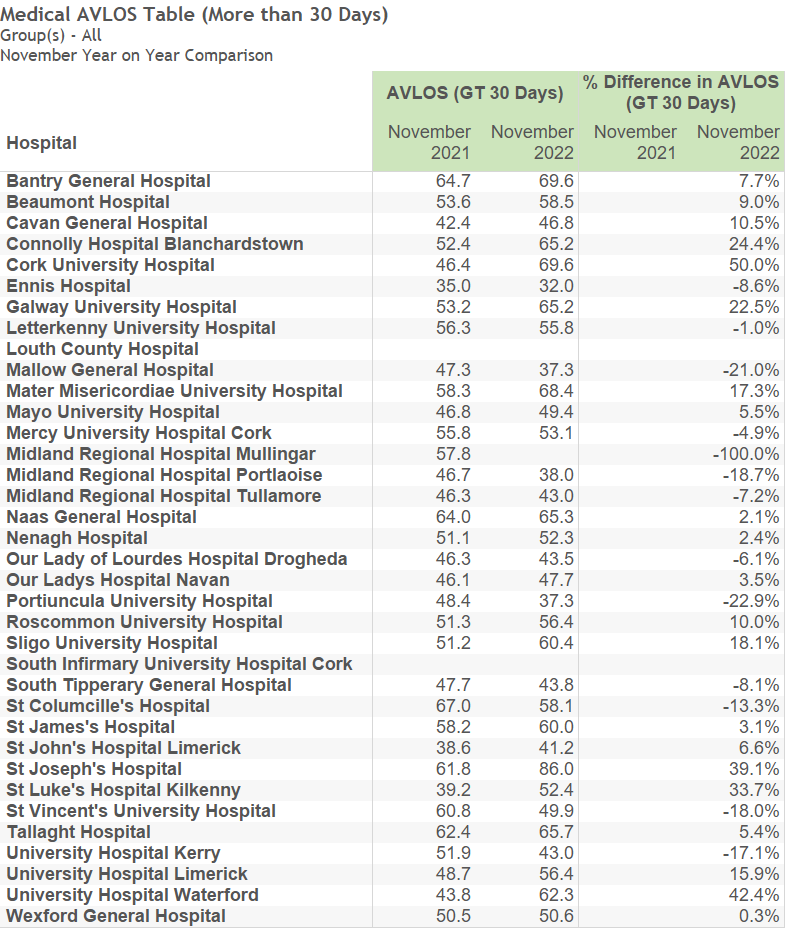 Medical AVLOS Table (More than 30 Days)
Group(s) - All
November Year on Year Comparison
AVLOS (GT 30 Days) % Difference in AVLOS (GT 30 Days)
Hospital November 2021 November 2022 November 2021 November 2022
Bantry General Hospital 64.7 69.6 7.7%
Beaumont Hospital 53.6 58.5 9.0%
Cavan General Hospital 42.4 46.8 10.5%
Connolly Hospital Blanchardstown 52.4 65.2 24.4%
Cork University Hospital 46.4 69.6 50.0%
Ennis Hospital 35.0 32.0 -8.6%
Galway University Hospital 53.2 65.2 22.5%
Letterkenny University Hospital 56.3 55.8 -1.0%
Louth County Hospital
Mallow General Hospital 47.3 37.3 -21.0%
Mater Misericordiae University Hospital 58.3 68.4 17.3%
Mayo University Hospital 46.8 49.4 5.5%
Mercy University Hospital Cork 55.8 53.1 -4.9%
Midland Regional Hospital Mullingar 57.8 -100.0%
Midland Regional Hospital Portlaoise 46.7 38.0 -18.7%
Midland Regional Hospital Tullamore 46.3 43.0 -7.2%
Naas General Hospital 64.0 65.3 2.1%
Nenagh Hospital 51.1 52.3 2.4%
Our Lady of Lourdes Hospital Drogheda 46.3 43.5 -6.1%
Our Ladys Hospital Navan 46.1 47.7 3.5%
Portiuncula University Hospital 48.4 37.3 -22.9%
Roscommon University Hospital 51.3 56.4 10.0%
Sligo University Hospital 51.2 60.4 18.1%
South Infirmary University Hospital Cork
South Tipperary General Hospital 47.7 43.8 -8.1%
St Columcille's Hospital 67.0 58.1 -13.3%
St James's Hospital 58.2 60.0 3.1%
St John's Hospital Limerick 38.6 41.2 6.6%
St Joseph's Hospital 61.8 86.0 39.1%
St Luke's Hospital Kilkenny 39.2 52.4 33.7%
St Vincent's University Hospital 60.8 49.9 -18.0%
Tallaght Hospital 62.4 65.7 5.4%
University Hospital Kerry 51.9 43.0 -17.1%
University Hospital Limerick 48.7 56.4 15.9%
University Hospital Waterford 43.8 62.3 42.4%
Wexford General Hospital 50.5 50.6 0.3%